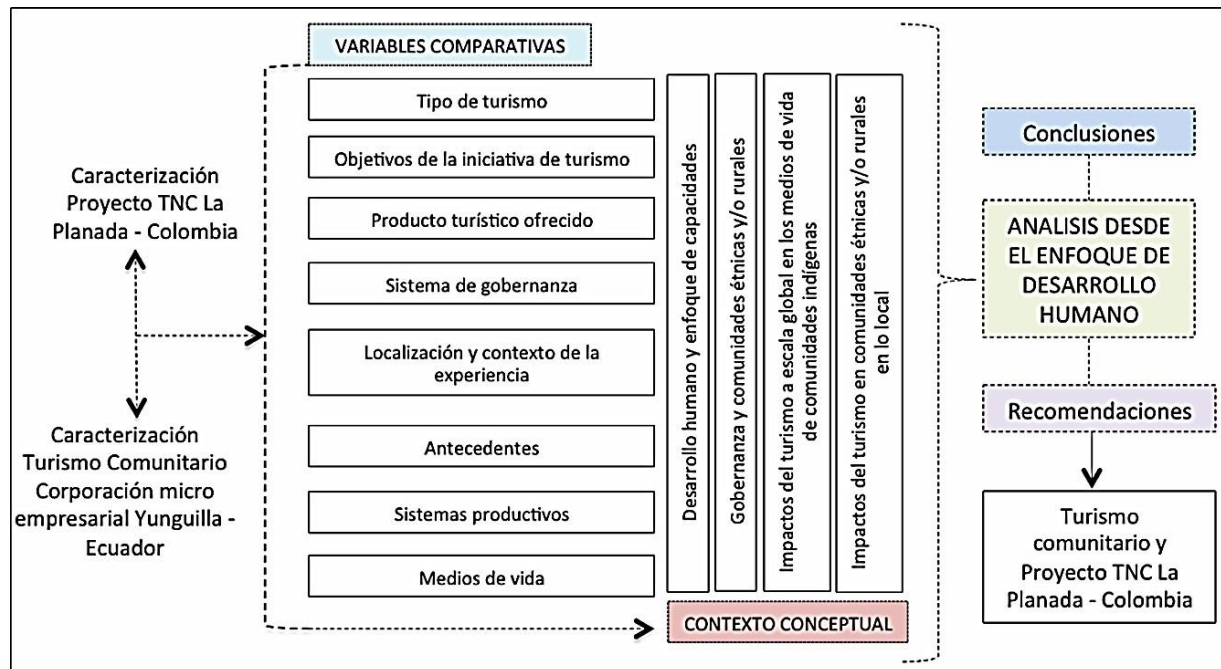 VARIABLES COMPARATIVAS
Tipo de turismo
Objetivos de la iniciativa de turismo
Producto turístico ofrecido
Sistema de gobernanza
Localización y contexto de la
experiencia
Antecedentes
Sistemas productivos
Medios de vida
Caracterización
Proyecto TNC La
Planada - Colombia
Caracterización
Turismo Comunitario
Corporación micro
empresarial Yunguilla -
Ecuador
Desarrollo humano y enfoque de capacidades
Gobernanza y comunidades étnicas y/o rurales
Impactos del turismo a escala global en los medios de vida
de comunidades indígenas
Impactos del turismo en comunidades étnicas y/o rurales
en lo local
CONTEXTO CONCEPTUAL
Conclusiones
ANALISIS DESDE
EL ENFOQUE DE
DESARROLLO
HUMANO
Recomendaciones
Turismo
comunitario y
Proyecto TNC La
Planada - Colombia